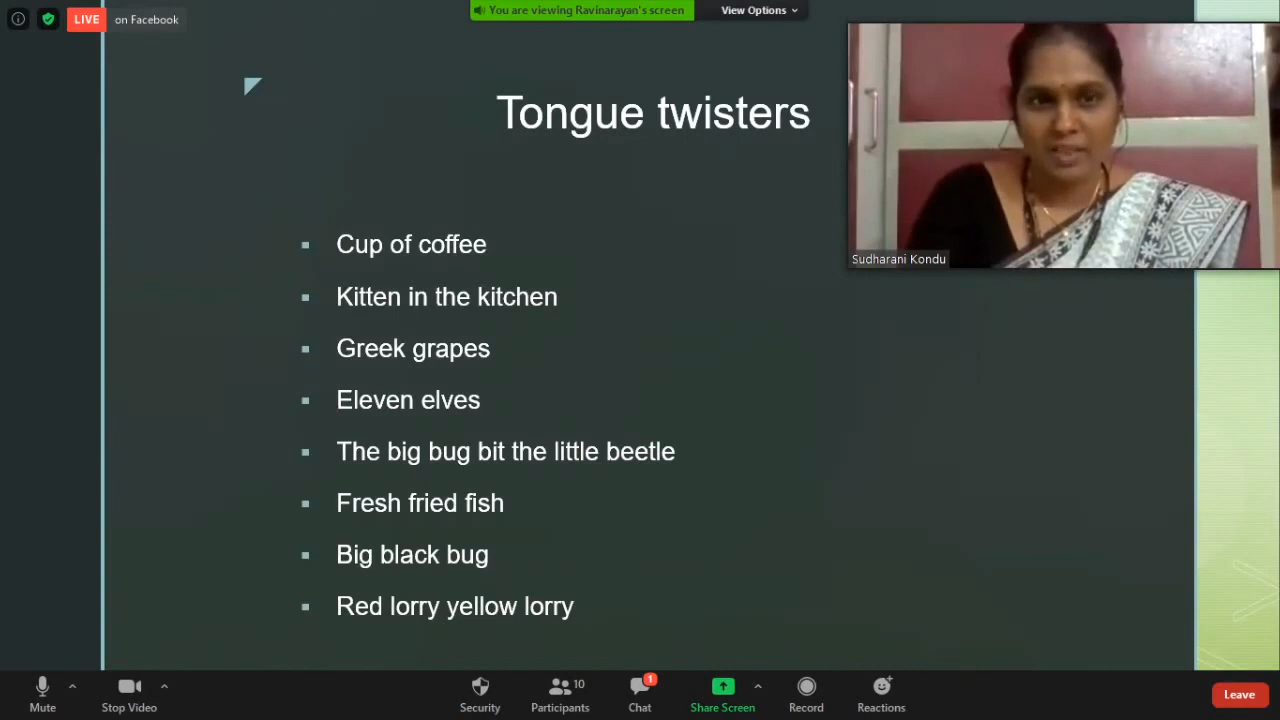 LIVE on Facebook
You are viewing Ravinarayan's screen
View Options
Tongue twisters
Sudharani Kondu
Cup of coffee
Kitten in the kitchen
Greek grapes
Eleven elves
The big bug bit the little beetle
Fresh fried fish
Big black bug
Red lorry yellow lorry
10
1
Mute
Stop Video
Security
Participants
Chat
Share Screen
Record
Reactions
Leave